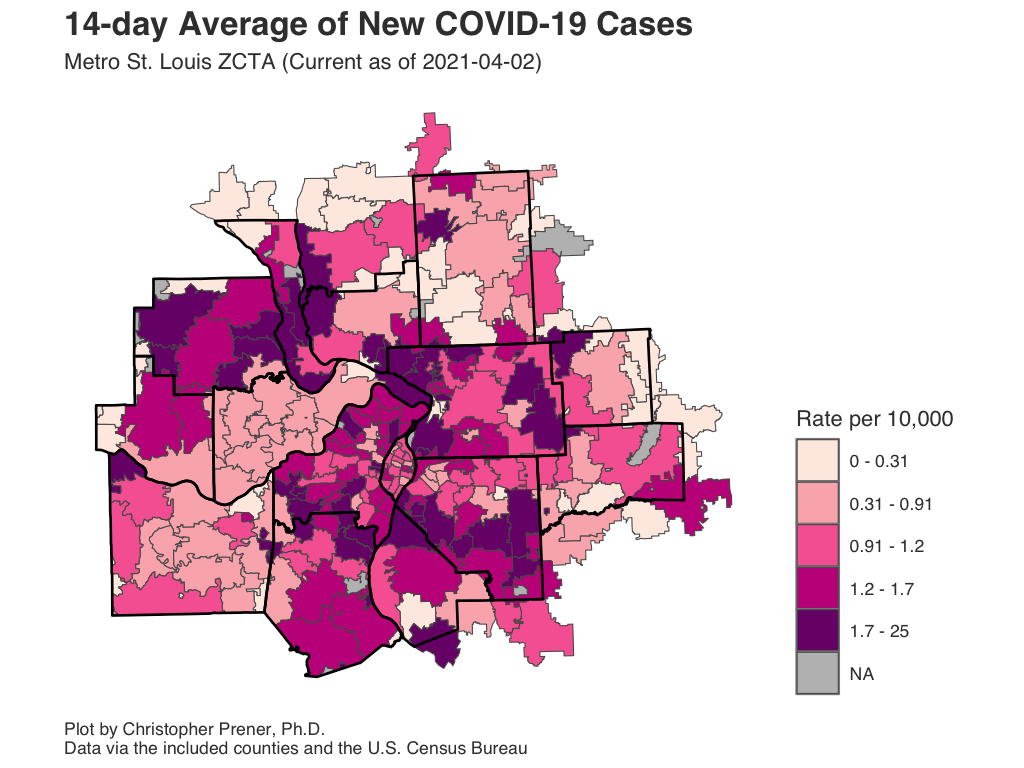 14-day Average of New COVID-19 Cases
Metro St. Louis ZCTA (Current as of 2021-04-02)
Rate per 10,000
0 - 0.31
0.31 - 0.91
0.91 - 1.2
1.2 - 1.7
1.7 - 25
NA
Plot by Christopher Prener, Ph.D.
Data via the included counties and the U.S. Census Bureau